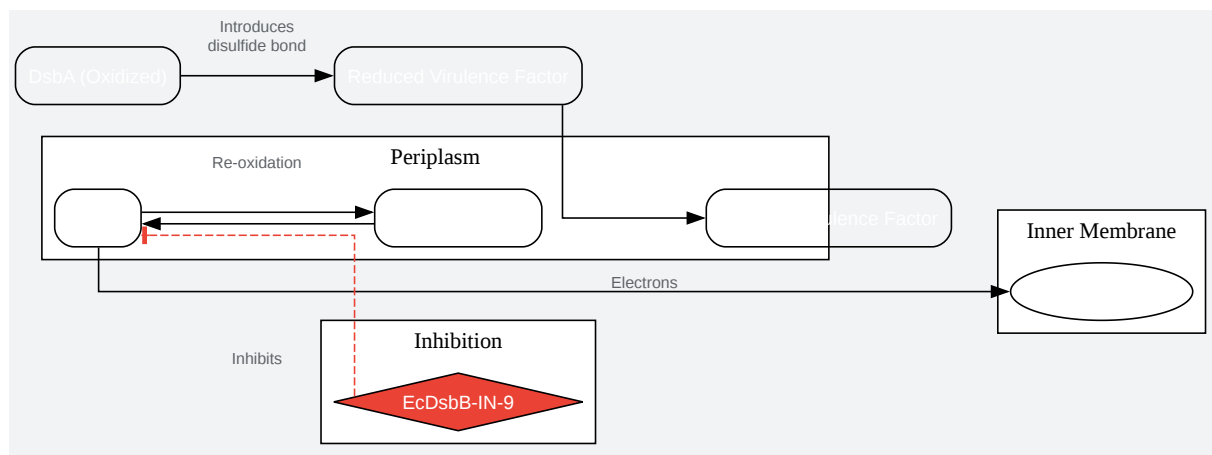 Introduces
disulfide bond
DsbA (Oxidized)
Reduced Virulence Factor
Periplasm
Re-oxidation
Factor
Inner Membrane
Electrons
Inhibition
Inhibits
EcDsbB-IN-9